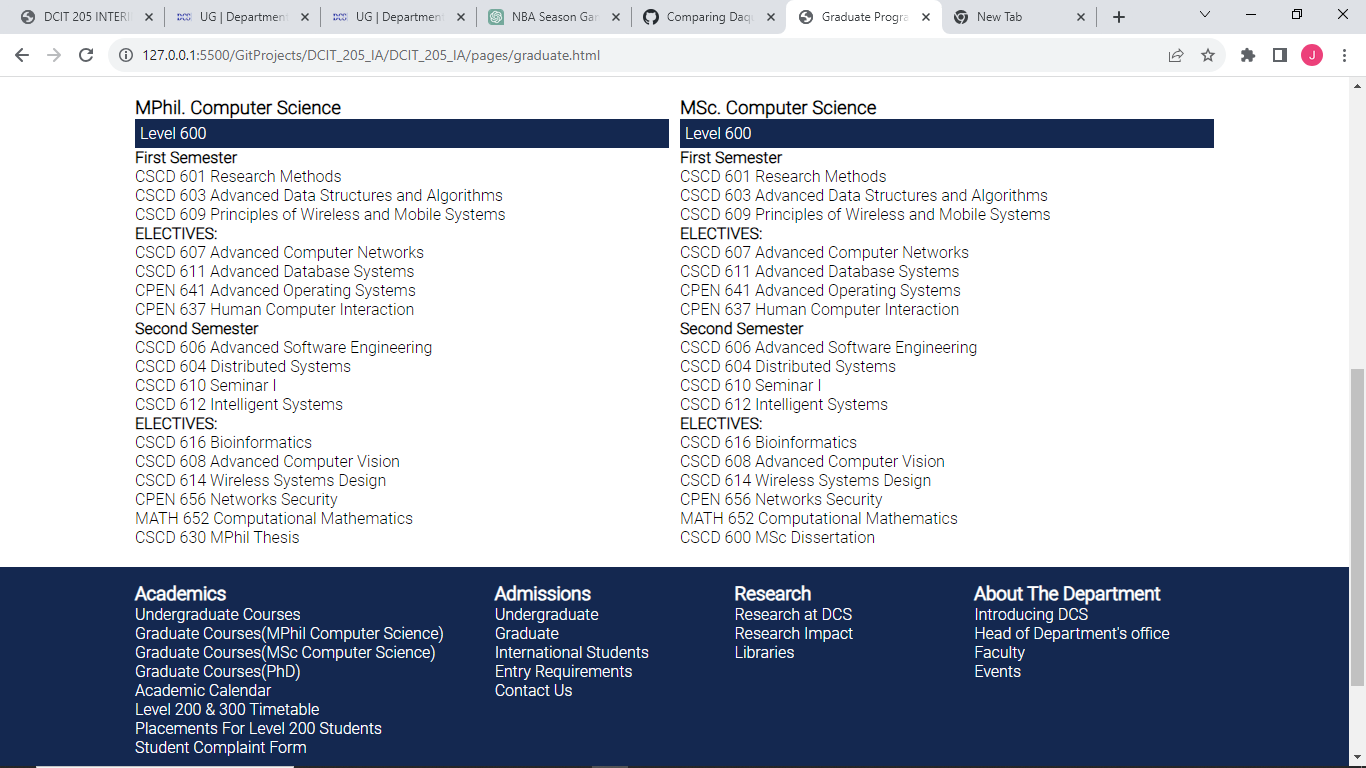 DCIT 205 INTERI
UG | Department
UG | Department
NBA Season Gam
Comparing Daqu
Graduate Progra
New Tab
127.0.0.1:5500/GitProjects/DCIT_205_IA/DCIT_205_IA/pages/graduate.html
J
MPhil. Computer Science
Level 600
First Semester
CSCD 601 Research Methods
CSCD 603 Advanced Data Structures and Algorithms
CSCD 609 Principles of Wireless and Mobile Systems
ELECTIVES:
CSCD 607 Advanced Computer Networks
CSCD 611 Advanced Database Systems
CPEN 641 Advanced Operating Systems
CPEN 637 Human Computer Interaction
Second Semester
CSCD 606 Advanced Software Engineering
CSCD 604 Distributed Systems
CSCD 610 Seminar I
CSCD 612 Intelligent Systems
ELECTIVES:
CSCD 616 Bioinformatics
CSCD 608 Advanced Computer Vision
CSCD 614 Wireless Systems Design
CPEN 656 Networks Security
MATH 652 Computational Mathematics
CSCD 630 MPhil Thesis
MSc. Computer Science
Level 600
First Semester
CSCD 601 Research Methods
CSCD 603 Advanced Data Structures and Algorithms
CSCD 609 Principles of Wireless and Mobile Systems
ELECTIVES:
CSCD 607 Advanced Computer Networks
CSCD 611 Advanced Database Systems
CPEN 641 Advanced Operating Systems
CPEN 637 Human Computer Interaction
Second Semester
CSCD 606 Advanced Software Engineering
CSCD 604 Distributed Systems
CSCD 610 Seminar I
CSCD 612 Intelligent Systems
ELECTIVES:
CSCD 616 Bioinformatics
CSCD 608 Advanced Computer Vision
CSCD 614 Wireless Systems Design
CPEN 656 Networks Security
MATH 652 Computational Mathematics
CSCD 600 MSc Dissertation
Academics
Undergraduate Courses
Graduate Courses(MPhil Computer Science)
Graduate Courses(MSc Computer Science)
Graduate Courses(PhD)
Academic Calendar
Level 200 & 300 Timetable
Placements For Level 200 Students
Student Complaint Form
Admissions
Undergraduate
Graduate
International Students
Entry Requirements
Contact Us
Research
Research at DCS
Research Impact
Libraries
About The Department
Introducing DCS
Head of Department's office
Faculty
Events